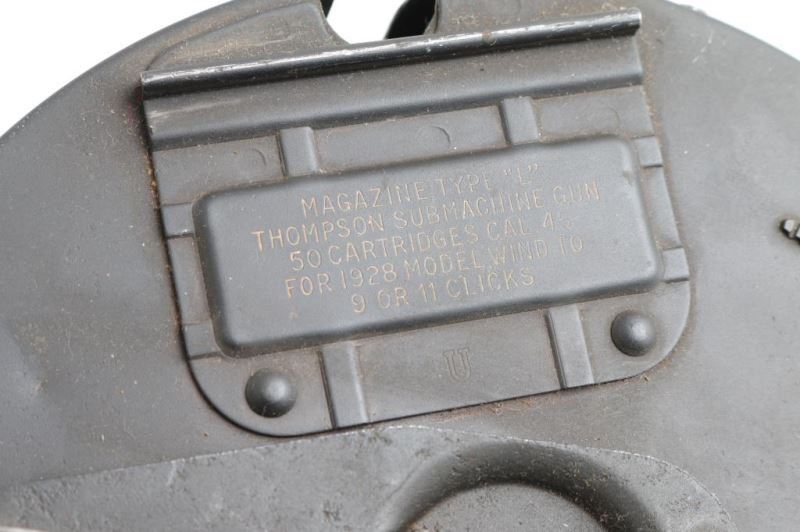 MAGAZINE TYPE "L"
THOMPSON SUBMACHINE GUN
50 CARTRIDGES CAL .45
FOR 1928 MODEL WIND TO
9 OR 11 CLICKS
U